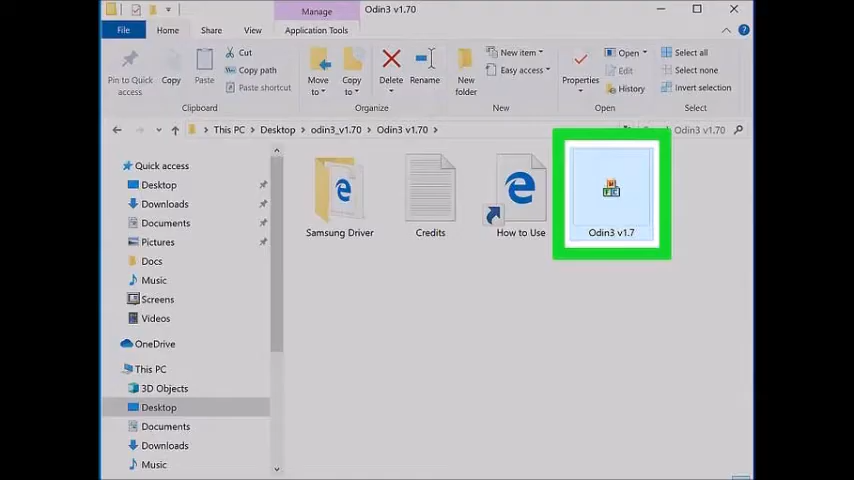 Manage
Odin3 v1.70
File
Home
Share
View
Application Tools
Pin to Quick access
Copy
Paste
Cut
Copy path
Paste shortcut
Clipboard
Move to
Copy to
Delete
Rename
Organize
New folder
New item
Easy access
New
Properties
Open
Edit
History
Open
Select all
Select none
Invert selection
Select
This PC > Desktop > odin3_v1.70 > Odin3 v1.70 >
Odin3 v1.70
Quick access
Desktop
Downloads
Documents
Pictures
Docs
Music
Screens
Videos
OneDrive
This PC
3D Objects
Desktop
Documents
Downloads
Music
Samsung Driver
Credits
How to Use
Odin3 v1.7